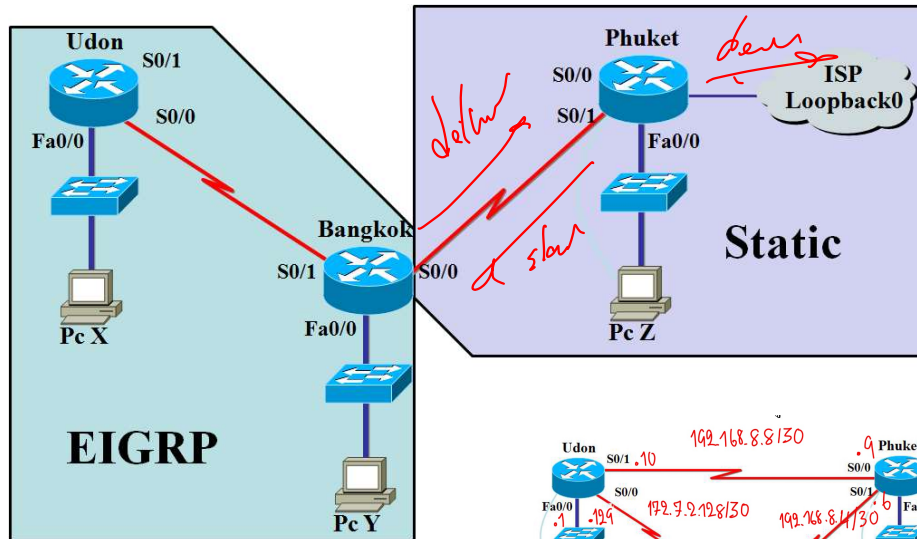 Udon
S0/1
S0/0
Fa0/0
Pc X
EIGRP
Bangkok
S0/1
S0/0
Fa0/0
Pc Y
Phuket
S0/0
S0/1
Fa0/0
ISP
Loopback0
Static
Pc Z
Udon
S0/1 .10
192.168.8.8/30
.9
Phuke
S0/0
S0/0
S0/1
.6
Fa0/0
.1 .129
172.7.2.128/30
192.168.8.4/30
Fa